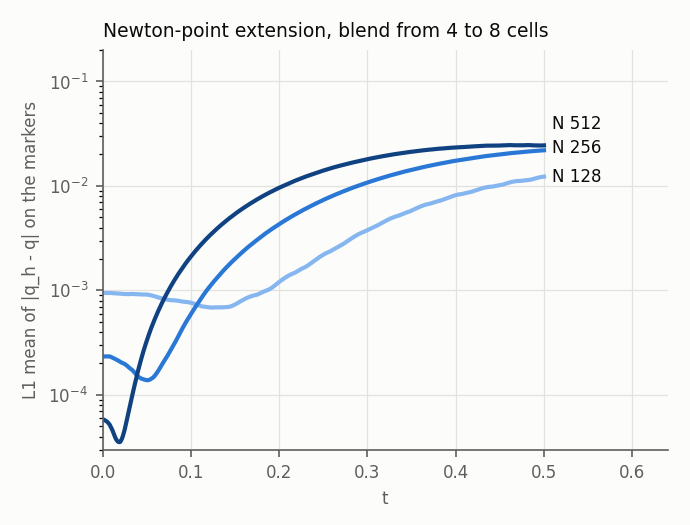 Newton-point extension, blend from 4 to 8 cells
L1 mean of |q_h - q| on the markers
10⁻¹
10⁻²
10⁻³
10⁻⁴
N 512
N 256
N 128
0.0 0.1 0.2 0.3 0.4 0.5 0.6
t